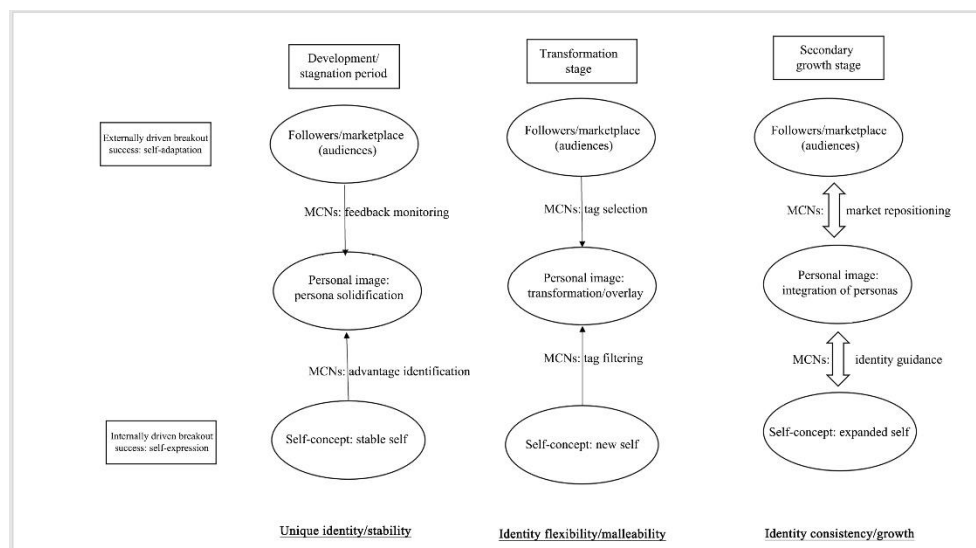 Development/
stagnation period
Transformation
stage
Secondary
growth stage
Externally driven breakout
success: self-adaptation
Followers/marketplace
(audiences)
Followers/marketplace
(audiences)
Followers/marketplace
(audiences)
MCNs: feedback monitoring
MCNs: tag selection
MCNs: market repositioning
Personal image:
persona solidification
Personal image:
transformation/overlay
Personal image:
integration of personas
MCNs: advantage identification
MCNs: tag filtering
MCNs: identity guidance
Internally driven breakout
success: self-expression
Self-concept: stable self
Self-concept: new self
Self-concept: expanded self
Unique identity/stability
Identity flexibility/malleability
Identity consistency/growth